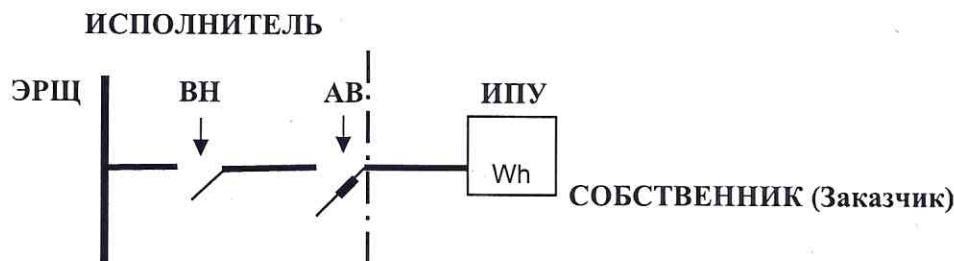 ИСПОЛНИТЕЛЬ
ЭРЩ ВН АВ ИПУ
Wh
СОБСТВЕННИК (Заказчик)